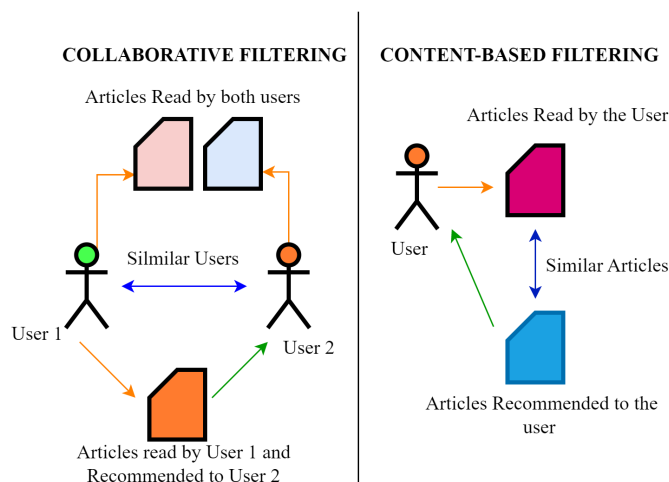 COLLABORATIVE FILTERING
Articles Read by both users
Silmilar Users
User 1
User 2
Articles read by User 1 and
Recommended to User 2
CONTENT-BASED FILTERING
Articles Read by the User
User
Similar Articles
Articles Recommended to the
user